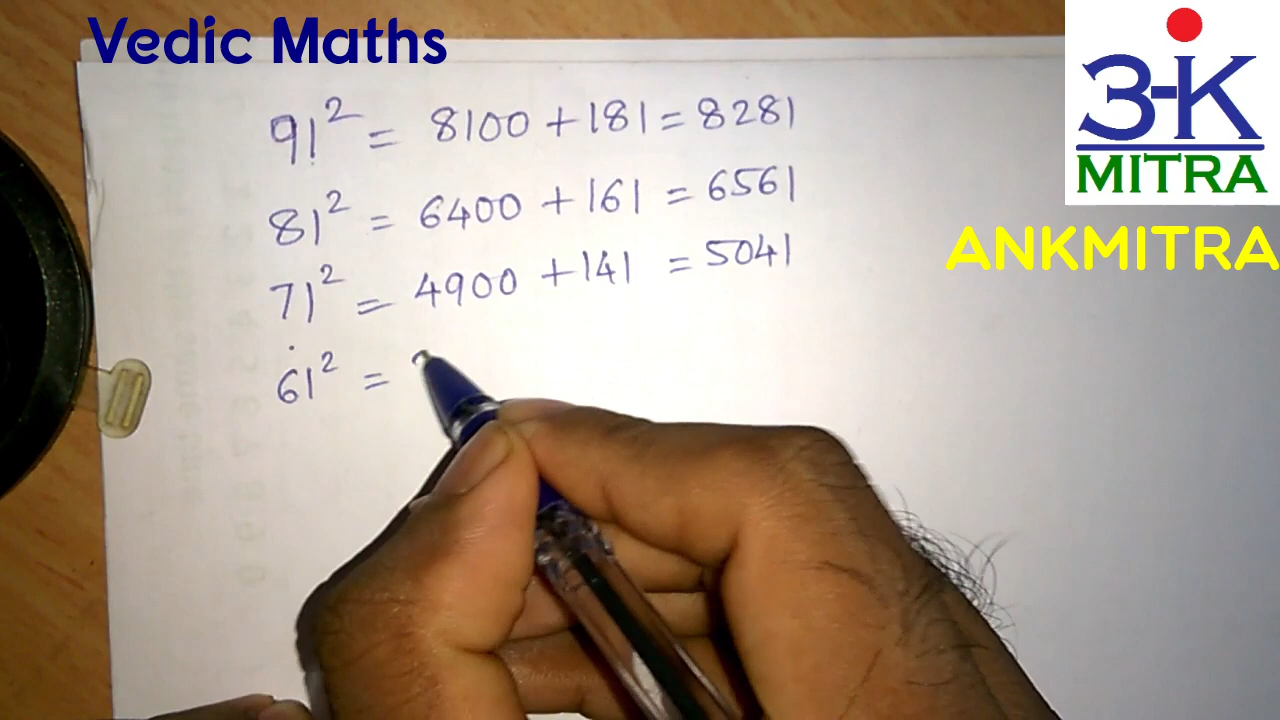 Vedic Maths
91² = 8100 + 181 = 8281
81² = 6400 + 161 = 6561
71² = 4900 + 141 = 5041
61² =
3-K
MITRA
ANKMITRA